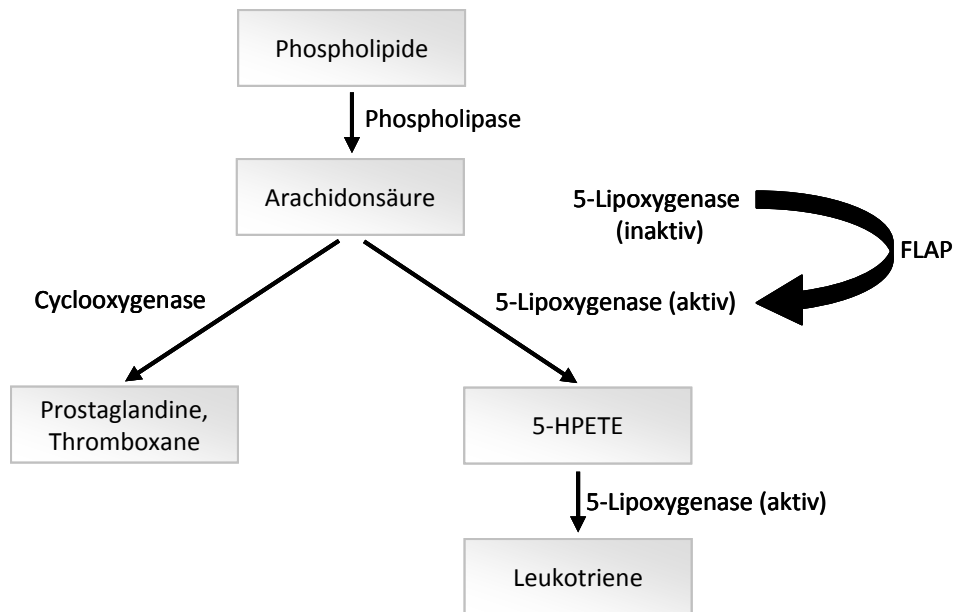 Phospholipide
Phospholipase
Arachidonsäure
5-Lipoxygenase
(inaktiv)
FLAP
Cyclooxygenase
5-Lipoxygenase (aktiv)
Prostaglandine,
Thromboxane
5-HPETE
5-Lipoxygenase (aktiv)
Leukotriene